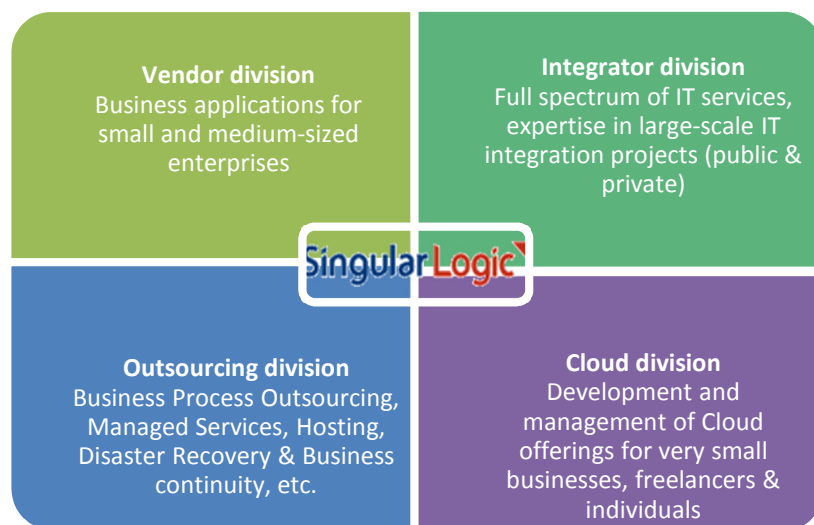 Vendor division
Business applications for
small and medium-sized
enterprises
Integrator division
Full spectrum of IT services,
expertise in large-scale IT
integration projects (public &
private)
SingularLogic
Outsourcing division
Business Process Outsourcing,
Managed Services, Hosting,
Disaster Recovery & Business
continuity, etc.
Cloud division
Development and
management of Cloud
offerings for very small
businesses, freelancers &
individuals